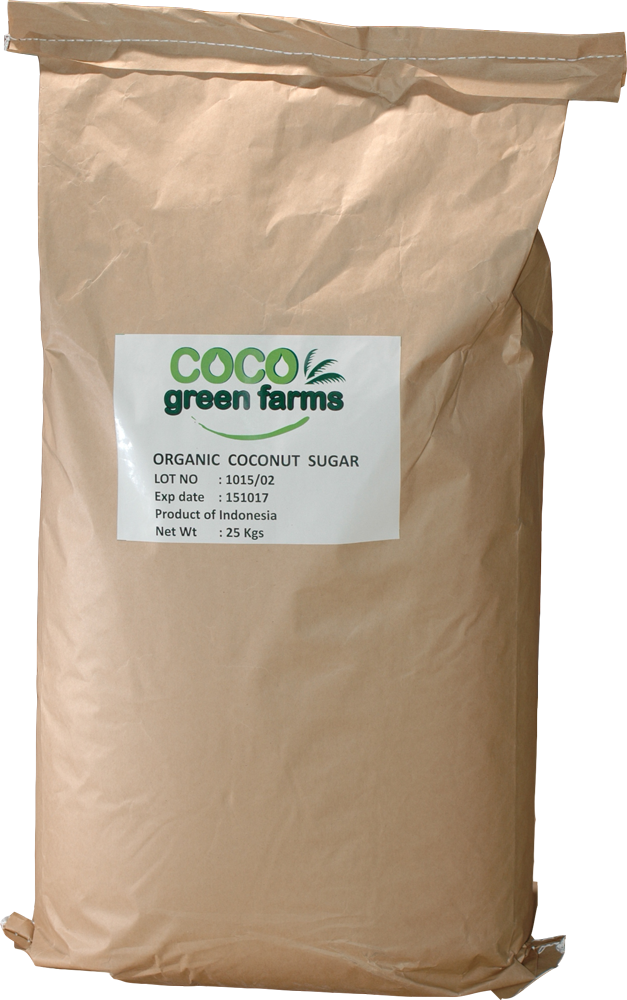 COCO
green farms
ORGANIC COCONUT SUGAR
LOT NO : 1015/02
Exp date : 151017
Product of Indonesia
Net Wt : 25 Kgs